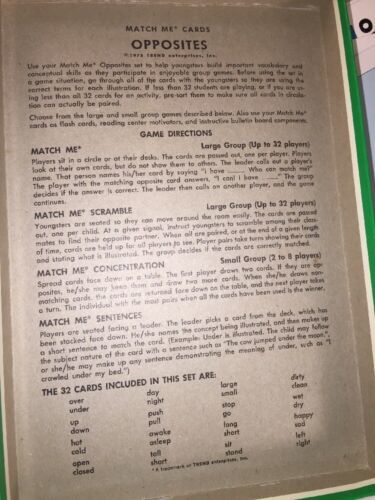 MATCH ME® CARDS
OPPOSITES
©1978 TREND enterprises, Inc.
Use your Match Me® Opposites set to help youngsters build important vocabulary and
conceptual skills as they participate in enjoyable group games. Before using the set in
a game situation, go through all of the cards with the youngsters so they are using the
correct terms for each illustration. If less than 32 students are playing, or if you are us-
ing less than all 32 cards for an activity, pre-sort them to make sure all cards in circula-
tion can actually be paired.
Choose from the large and small group games described below. Also use your Match Me®
cards as flash cards, reading center motivators, and instructive bulletin board components.
GAME DIRECTIONS
MATCH ME® Large Group (Up to 32 players)
Players sit in a circle or at their desks. The cards are passed out, one per player. Players
look at their own cards, but do not show them to others. The leader calls out a player's
name. That person names his/her card by saying "I have ____. Who can match me?"
The player with the matching opposite card answers, "I can! I have ____." The group
decides if the answer is correct. The leader then calls on another player, and the game
continues.
MATCH ME® SCRAMBLE Large Group (Up to 32 players)
Youngsters are seated so they can move around the room easily. The cards are passed
out, one per child. At a given signal, instruct youngsters to scramble among their class-
mates to find their opposite partner. When all are paired, or at the end of a given length
of time, cards are held up for all players to see. Player pairs take turns showing their cards
and stating what is illustrated. The group decides if the cards are correctly matched.
MATCH ME® CONCENTRATION Small Group (2 to 8 players)
Spread cards face down on a table. The first player draws two cards. If they are op-
posites, he/she may keep them and draw two more cards. When she/he draws non-
matching cards, the cards are returned face down on the table, and the next player takes
a turn. The individual with the most pairs when all the cards have been used is the winner.
MATCH ME® SENTENCES
Players are seated facing a leader. The leader picks a card from the deck, which has
been stacked face down. He/she names the concept being illustrated, and then makes up
a short sentence to match the card. (Example: Under is illustrated. The child may follow
the subject nature of the card with a sentence such as "The cow jumped under the moon,"
or she/he may make up any sentence demonstrating the meaning of under, such as "I
crawled under my bed.")
THE 32 CARDS INCLUDED IN THIS SET ARE:
over day large dirty
under night small clean
up push stop wet
down pull go dry
hot awake long happy
cold asleep short sad
open tall sit left
closed short stand right
® A trademark of TREND enterprises, Inc.